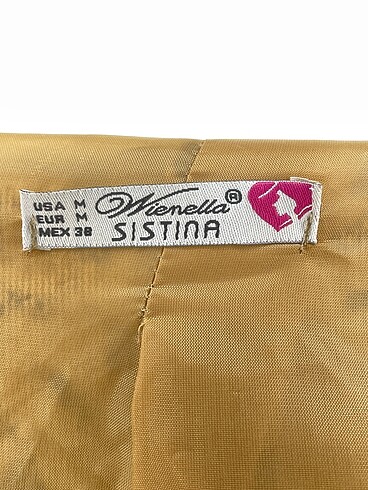 USA M
EUR M
MEX 38
Wienella®
SISTINA